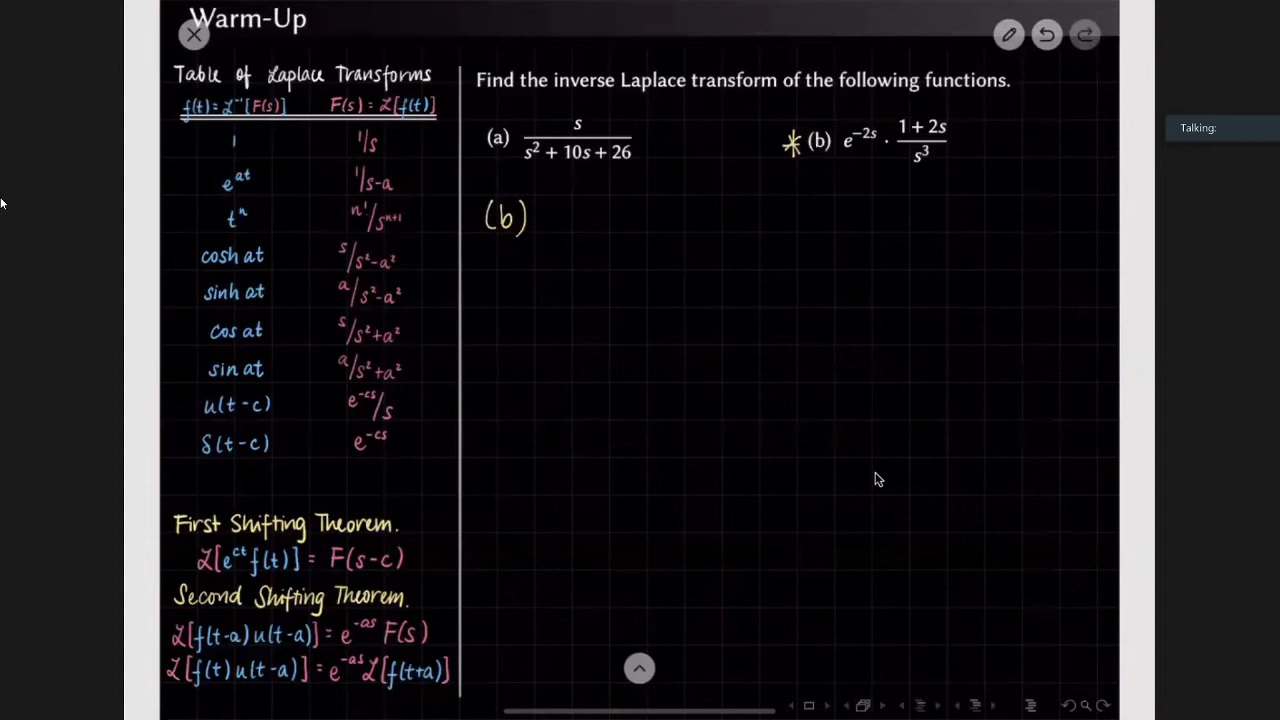 Warm-Up
Table of Laplace Transforms
f(t) = ℒ⁻¹[F(s)] F(s) = ℒ[f(t)]
1 1/s
e^{at} 1/s-a
t^n n!/s^{n+1}
cosh at s/s²-a²
sinh at a/s²-a²
cos at s/s²+a²
sin at a/s²+a²
u(t-c) e^{-cs}/s
δ(t-c) e^{-cs}
First Shifting Theorem.
ℒ[e^{ct} f(t)] = F(s-c)
Second Shifting Theorem.
ℒ[f(t-a) u(t-a)] = e^{-as} F(s)
ℒ[f(t) u(t-a)] = e^{-as} ℒ[f(t+a)]
Find the inverse Laplace transform of the following functions.
(a) s / (s² + 10s + 26) * (b) e^{-2s} · (1 + 2s) / s³
(b)
Talking: